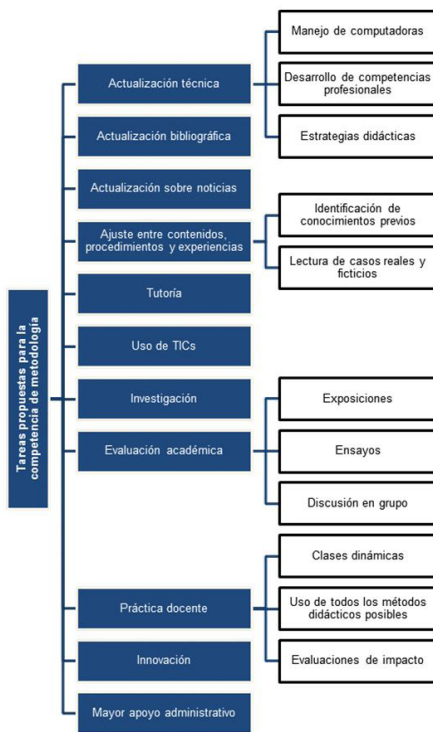 Tareas propuestas para la
competencia de metodología
Actualización técnica
Manejo de computadoras
Desarrollo de competencias
profesionales
Estrategias didácticas
Actualización bibliográfica
Actualización sobre noticias
Ajuste entre contenidos,
procedimientos y experiencias
Identificación de
conocimientos previos
Lectura de casos reales y
ficticios
Tutoría
Uso de TICs
Investigación
Evaluación académica
Exposiciones
Ensayos
Discusión en grupo
Práctica docente
Clases dinámicas
Uso de todos los métodos
didácticos posibles
Evaluaciones de impacto
Innovación
Mayor apoyo administrativo